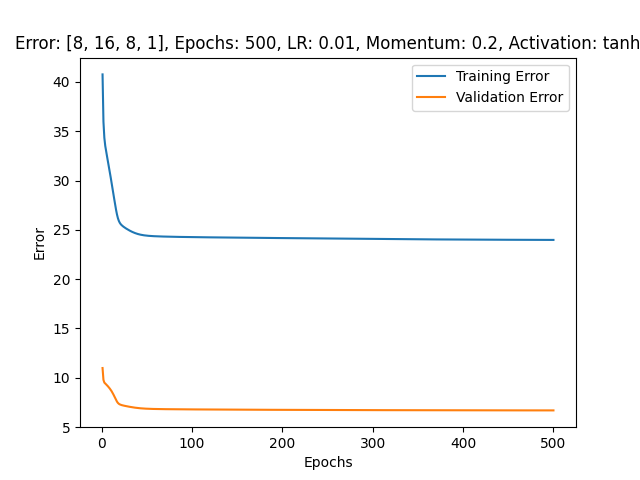 Error: [8, 16, 8, 1], Epochs: 500, LR: 0.01, Momentum: 0.2, Activation: tanh
Training Error
Validation Error
40
35
30
25
20
15
10
5
Error
0 100 200 300 400 500
Epochs